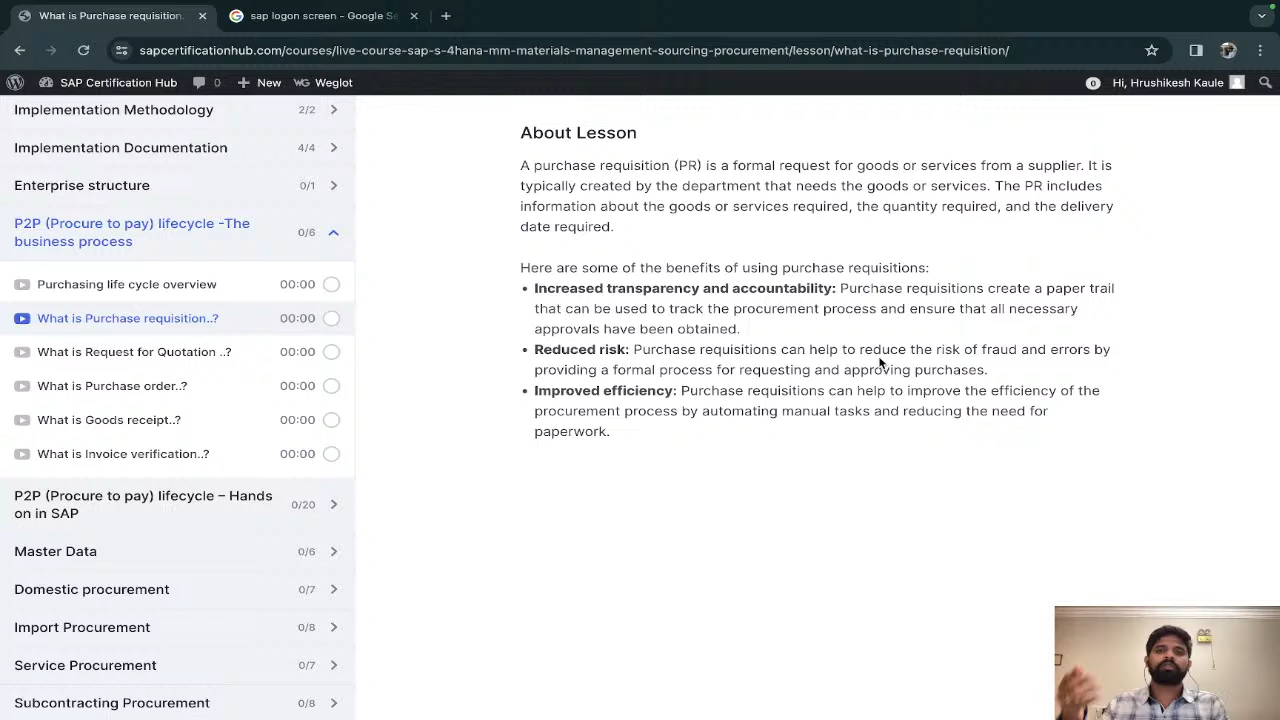 What is Purchase requisition.
sap logon screen - Google Se
sapcertificationhub.com/courses/live-course-sap-s-4hana-mm-materials-management-sourcing-procurement/lesson/what-is-purchase-requisition/
SAP Certification Hub
0
New
WG Weglot
0
Hi, Hrushikesh Kaule
Implementation Methodology 2/2
Implementation Documentation 4/4
Enterprise structure 0/1
P2P (Procure to pay) lifecycle -The
business process
0/6
Purchasing life cycle overview 00:00
What is Purchase requisition..? 00:00
What is Request for Quotation ..? 00:00
What is Purchase order..? 00:00
What is Goods receipt..? 00:00
What is Invoice verification..? 00:00
P2P (Procure to pay) lifecycle – Hands
on in SAP
0/20
Master Data 0/6
Domestic procurement 0/7
Import Procurement 0/8
Service Procurement 0/7
Subcontracting Procurement 0/8
About Lesson
A purchase requisition (PR) is a formal request for goods or services from a supplier. It is
typically created by the department that needs the goods or services. The PR includes
information about the goods or services required, the quantity required, and the delivery
date required.
Here are some of the benefits of using purchase requisitions:
• Increased transparency and accountability: Purchase requisitions create a paper trail
that can be used to track the procurement process and ensure that all necessary
approvals have been obtained.
• Reduced risk: Purchase requisitions can help to reduce the risk of fraud and errors by
providing a formal process for requesting and approving purchases.
• Improved efficiency: Purchase requisitions can help to improve the efficiency of the
procurement process by automating manual tasks and reducing the need for
paperwork.